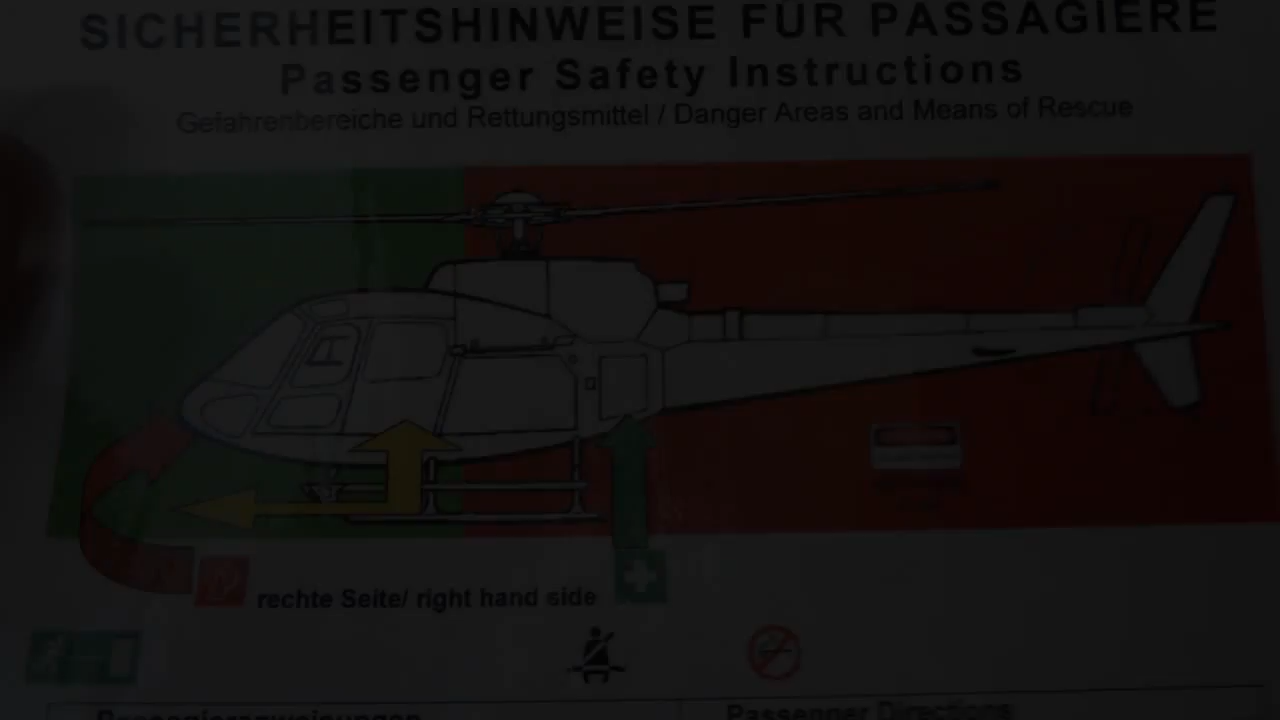 SICHERHEITSHINWEISE FÜR PASSAGIERE
Passenger Safety Instructions
Gefahrenbereiche und Rettungsmittel / Danger Areas and Means of Rescue
rechte Seite/ right hand side
Passagieranweisungen
Passenger Directions